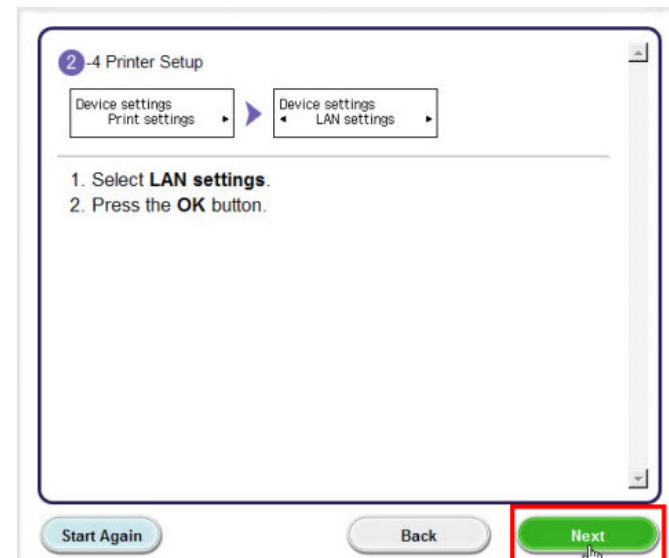 2-4 Printer Setup
Device settings
Print settings
Device settings
LAN settings
1. Select LAN settings.
2. Press the OK button.
Start Again
Back
Next